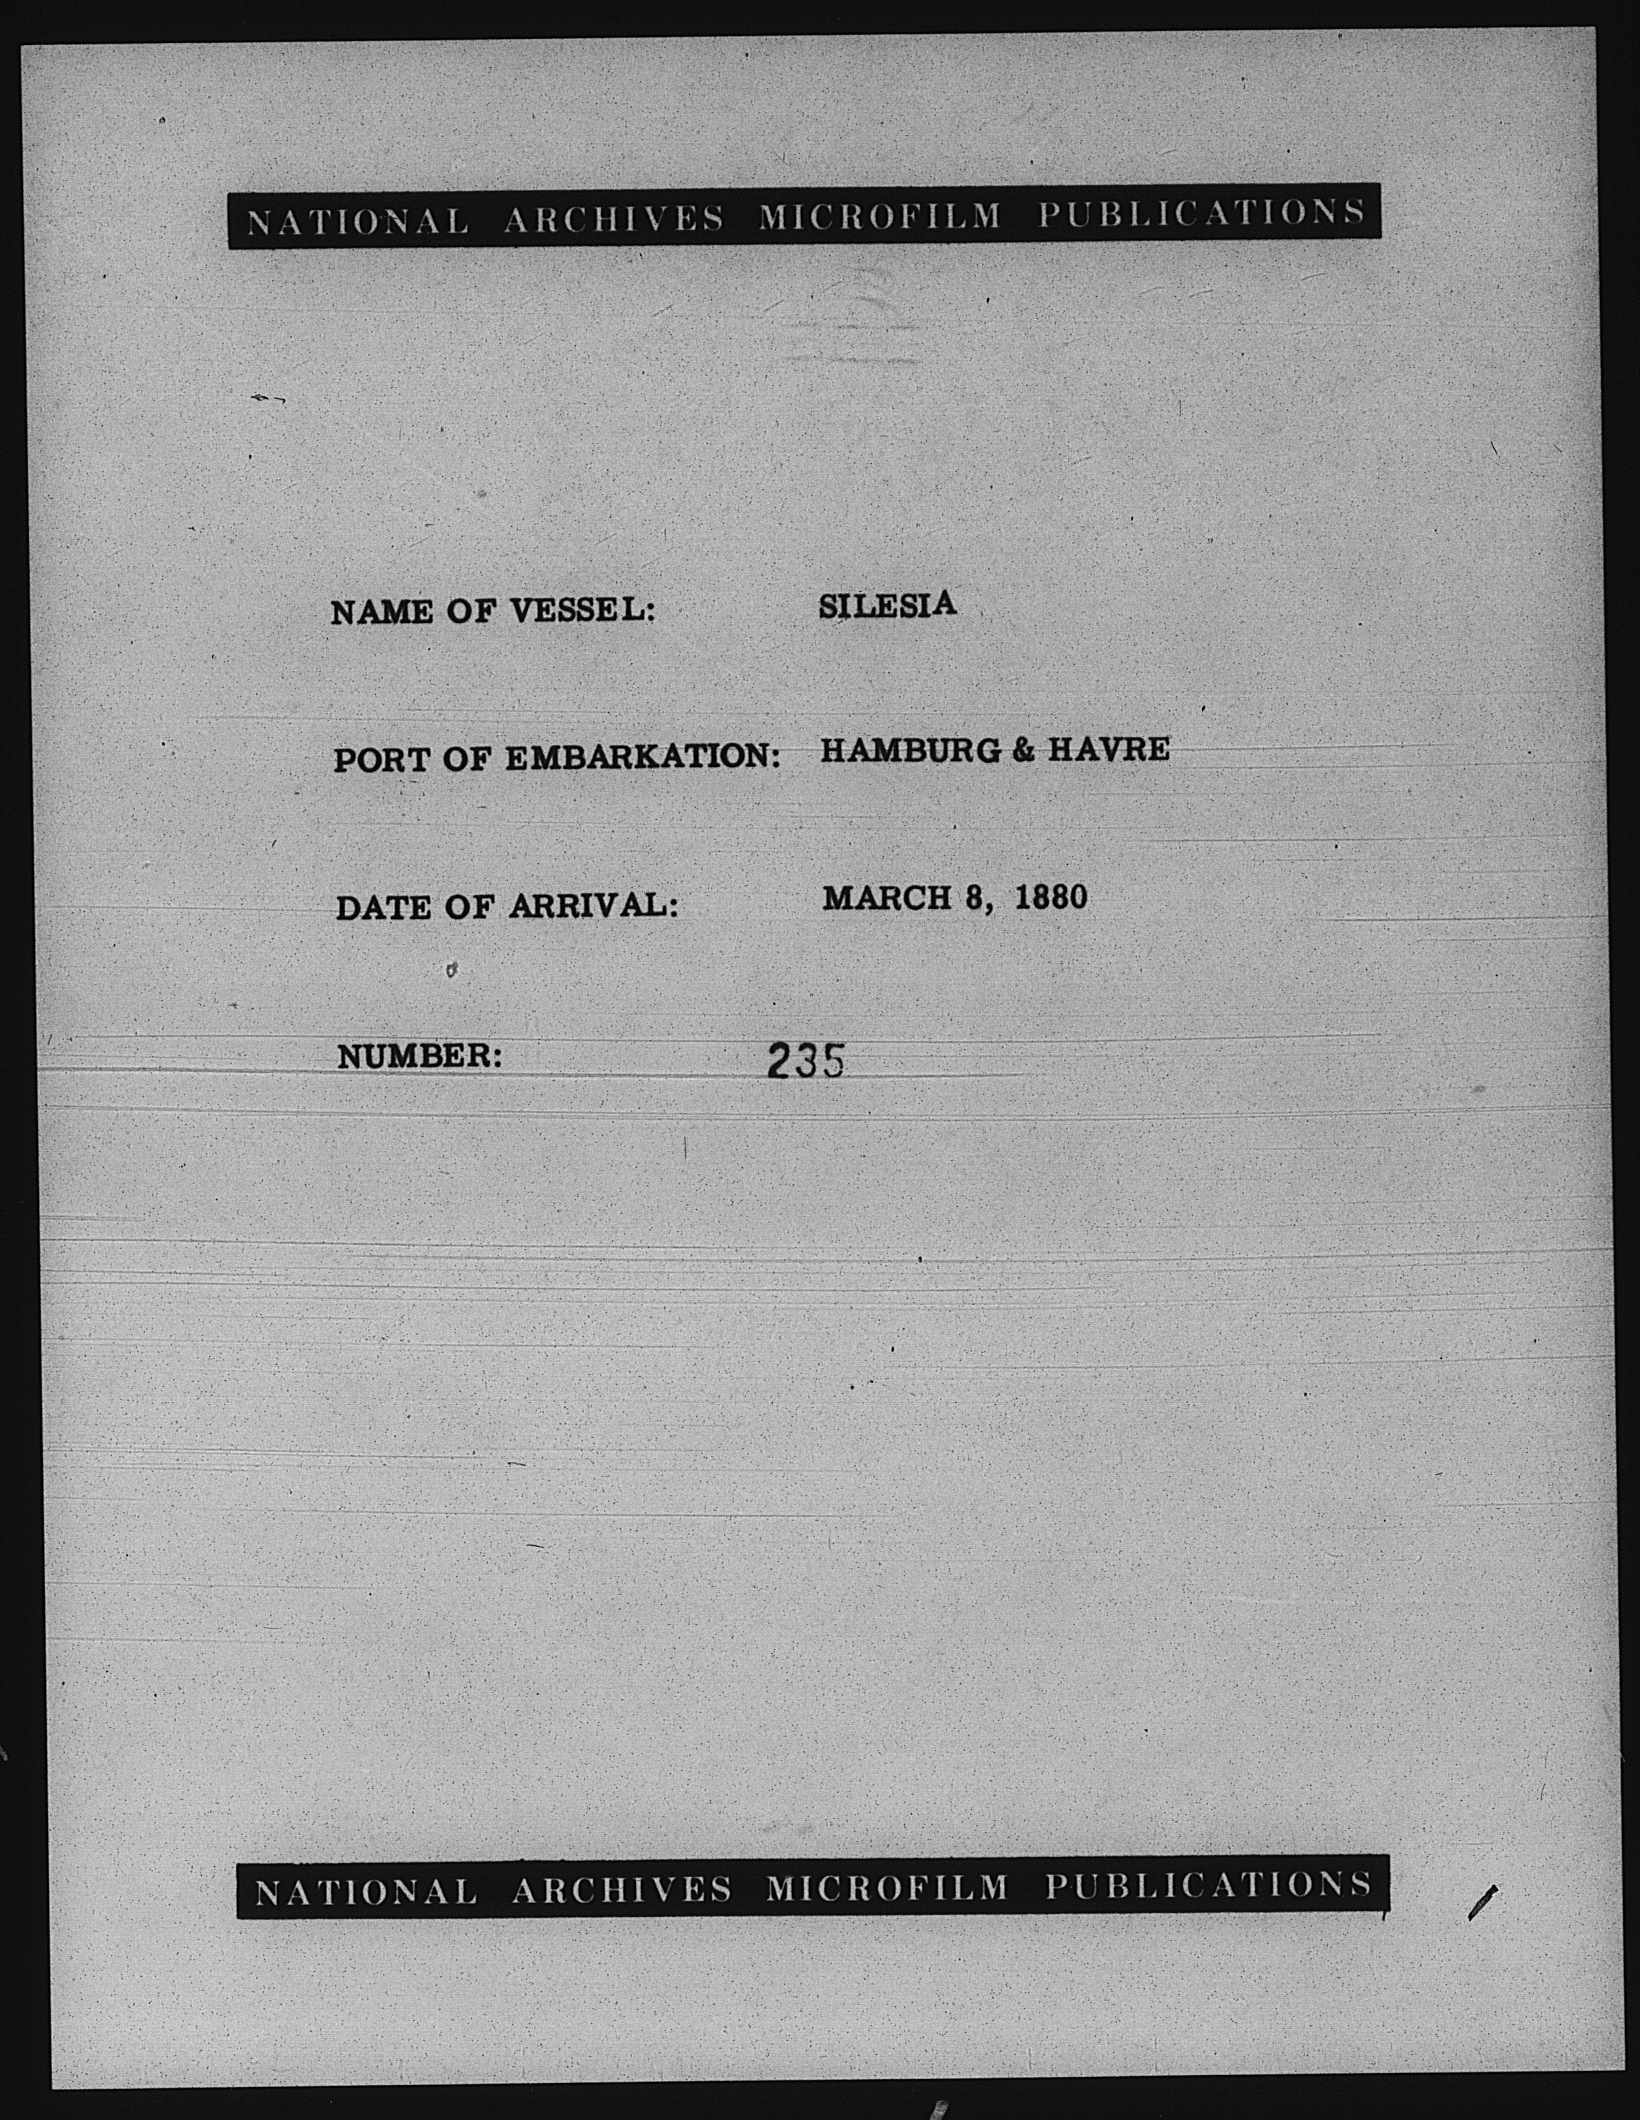 NATIONAL ARCHIVES MICROFILM PUBLICATIONS
NAME OF VESSEL: SILESIA
PORT OF EMBARKATION: HAMBURG & HAVRE
DATE OF ARRIVAL: MARCH 8, 1880
NUMBER: 235
NATIONAL ARCHIVES MICROFILM PUBLICATIONS